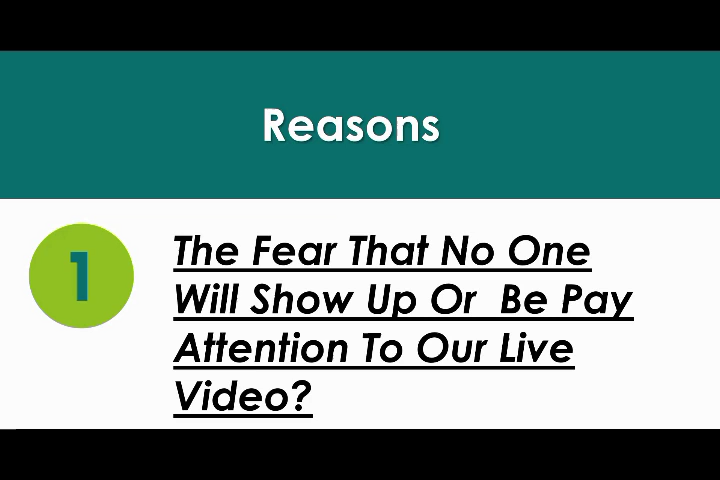 Reasons
1
The Fear That No One
Will Show Up Or  Be Pay
Attention To Our Live
Video?